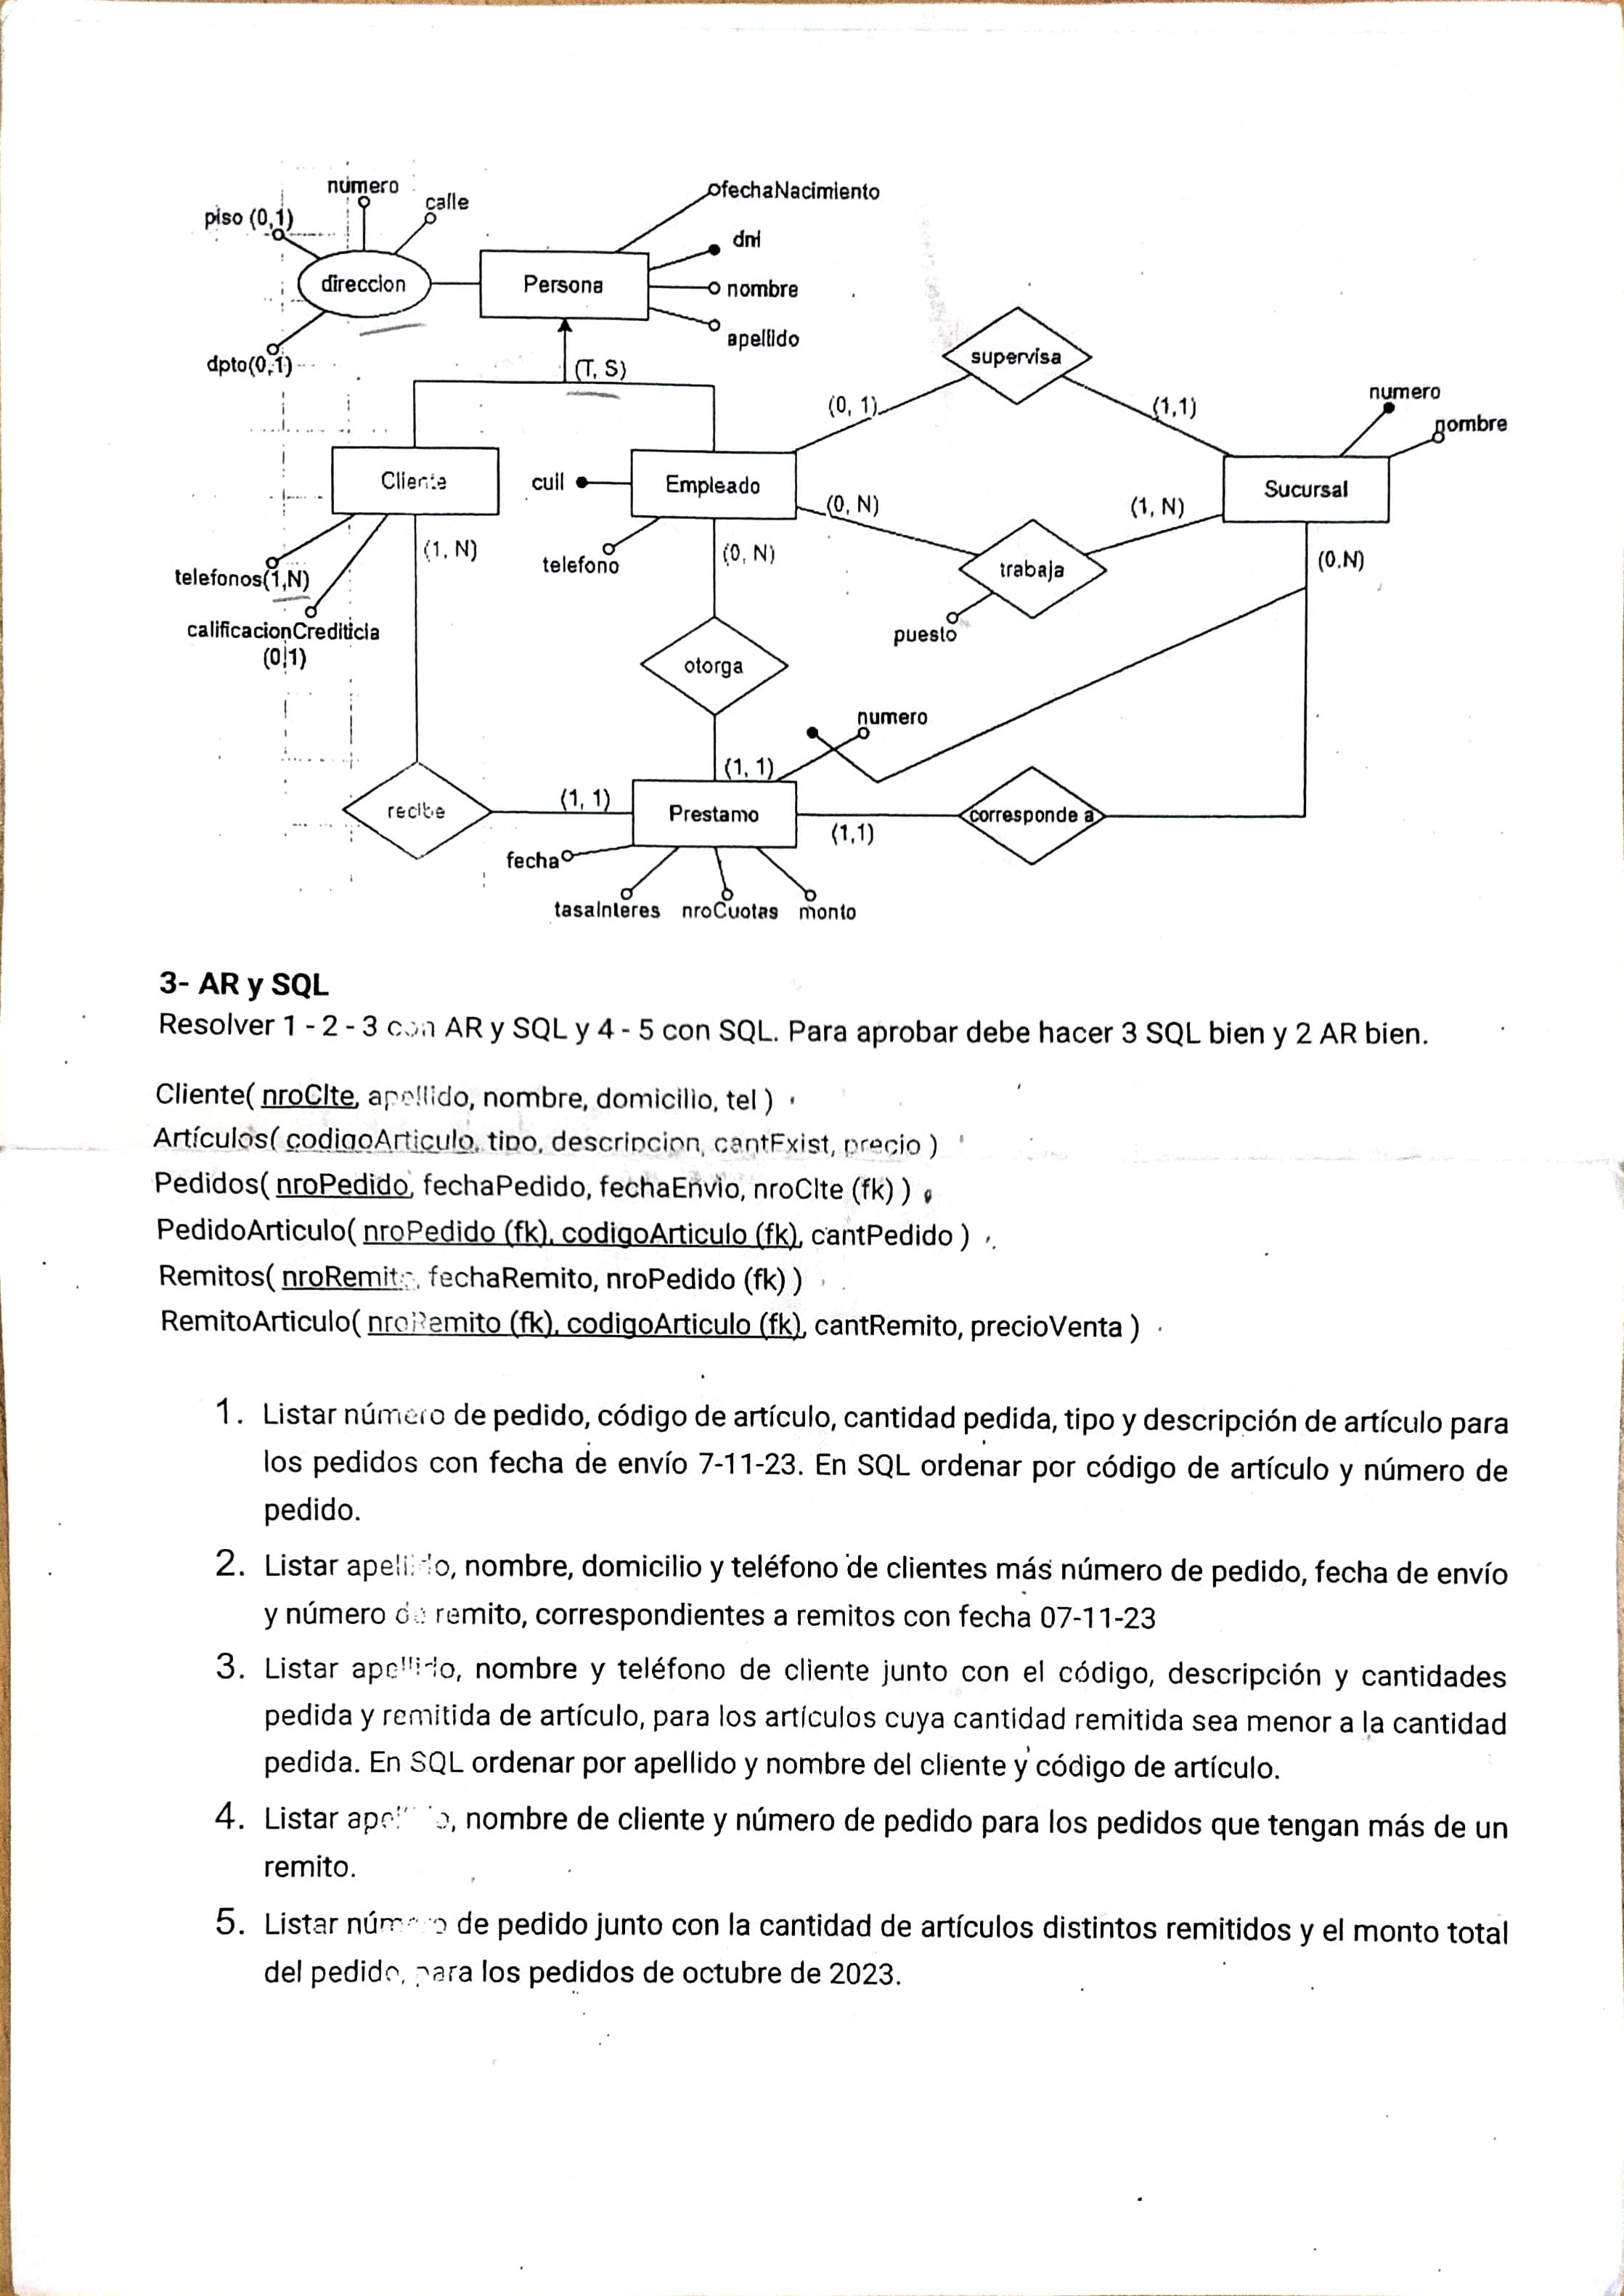 fechaNacimiento
número
calle
piso (0,1)
dni
direccion
Persona
nombre
apellido
dpto(0,1)
(T, S)
supervisa
(0, 1)
(1,1)
numero
nombre
Cliente
cuil
Empleado
Sucursal
(0, N)
(1, N)
(1, N)
(0, N)
(0.N)
telefono
telefonos(1,N)
trabaja
calificacionCrediticia
(0,1)
puesto
otorga
numero
(1, 1)
(1, 1)
recibe
Prestamo
corresponde a
(1,1)
fecha
tasaInteres nroCuotas monto
3- AR y SQL
Resolver 1 - 2 - 3 con AR y SQL y 4 - 5 con SQL. Para aprobar debe hacer 3 SQL bien y 2 AR bien.
Cliente( nroClte, apellido, nombre, domicilio, tel )
Artículos( codigoArticulo, tipo, descripcion, cantExist, precio )
Pedidos( nroPedido, fechaPedido, fechaEnvio, nroClte (fk) )
PedidoArticulo( nroPedido (fk), codigoArticulo (fk), cantPedido )
Remitos( nroRemito, fechaRemito, nroPedido (fk) )
RemitoArticulo( nroRemito (fk), codigoArticulo (fk), cantRemito, precioVenta )
1. Listar número de pedido, código de artículo, cantidad pedida, tipo y descripción de artículo para
los pedidos con fecha de envío 7-11-23. En SQL ordenar por código de artículo y número de
pedido.
2. Listar apellido, nombre, domicilio y teléfono de clientes más número de pedido, fecha de envío
y número de remito, correspondientes a remitos con fecha 07-11-23
3. Listar apellido, nombre y teléfono de cliente junto con el código, descripción y cantidades
pedida y remitida de artículo, para los artículos cuya cantidad remitida sea menor a la cantidad
pedida. En SQL ordenar por apellido y nombre del cliente y código de artículo.
4. Listar apellido, nombre de cliente y número de pedido para los pedidos que tengan más de un
remito.
5. Listar número de pedido junto con la cantidad de artículos distintos remitidos y el monto total
del pedido, para los pedidos de octubre de 2023.